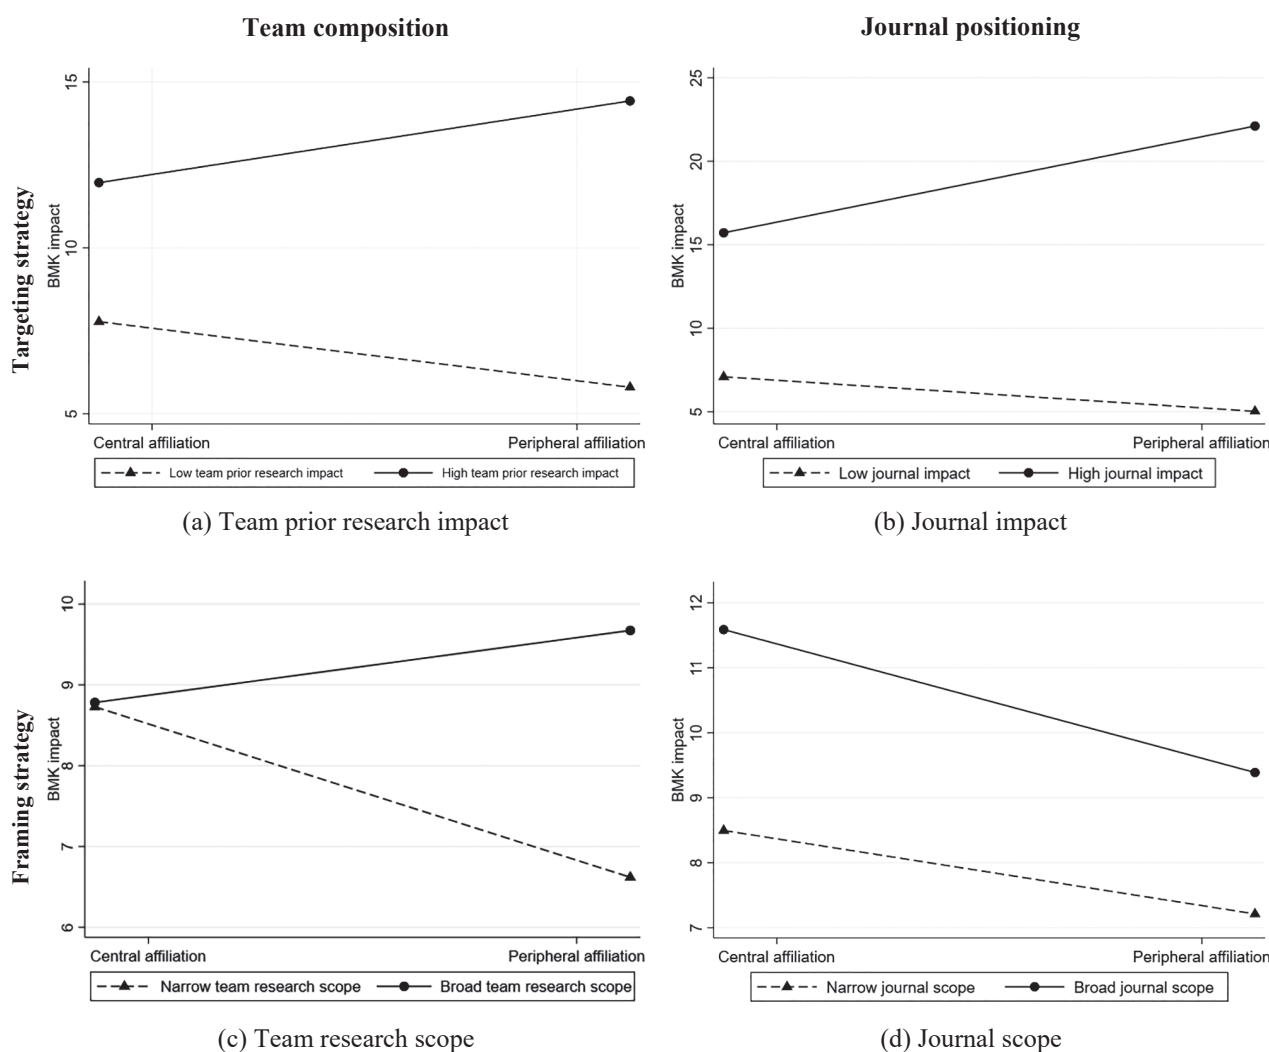 Team composition
Journal positioning
Targeting strategy
BMK impact
15
10
5
Central affiliation
Peripheral affiliation
Low team prior research impact
High team prior research impact
(a) Team prior research impact
BMK impact
25
20
15
10
5
Central affiliation
Peripheral affiliation
Low journal impact
High journal impact
(b) Journal impact
Framing strategy
BMK impact
10
9
8
7
6
Central affiliation
Peripheral affiliation
Narrow team research scope
Broad team research scope
(c) Team research scope
BMK impact
12
11
10
9
8
7
Central affiliation
Peripheral affiliation
Narrow journal scope
Broad journal scope
(d) Journal scope